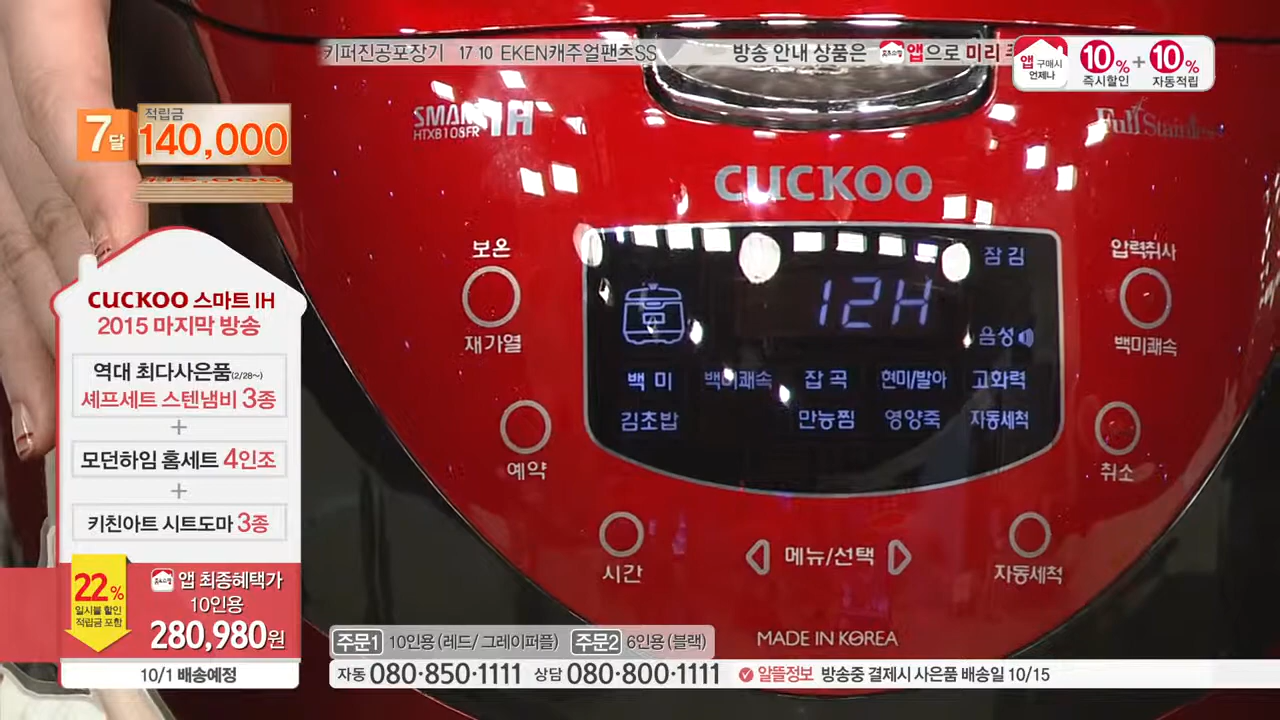 키퍼진공포장기 17 10 EKEN캐주얼팬츠SS
방송 안내 상품은 앱으로 미리
앱 구매시 언제나
10% 즉시할인 + 10% 자동적립
7달
적립금
140,000
SMART IH
HTXB108FR
Full Stainless
CUCKOO
보온
재가열
예약
시간
잠김
12H
음성
백미 백미쾌속 잡곡 현미/발아 고화력
김초밥 만능찜 영양죽 자동세척
압력취사
백미쾌속
취소
자동세척
메뉴/선택
MADE IN KOREA
CUCKOO 스마트 IH
2015 마지막 방송
역대 최다사은품(2/28~)
셰프세트 스텐냄비 3종
+
모던하임 홈세트 4인조
+
키친아트 시트도마 3종
22%
일시불 할인
적립금 포함
앱 최종혜택가
10인용
280,980원
10/1 배송예정
주문1 10인용 (레드/ 그레이퍼플) 주문2 6인용 (블랙)
자동 080·850·1111 상담 080·800·1111 알뜰정보 방송중 결제시 사은품 배송일 10/15